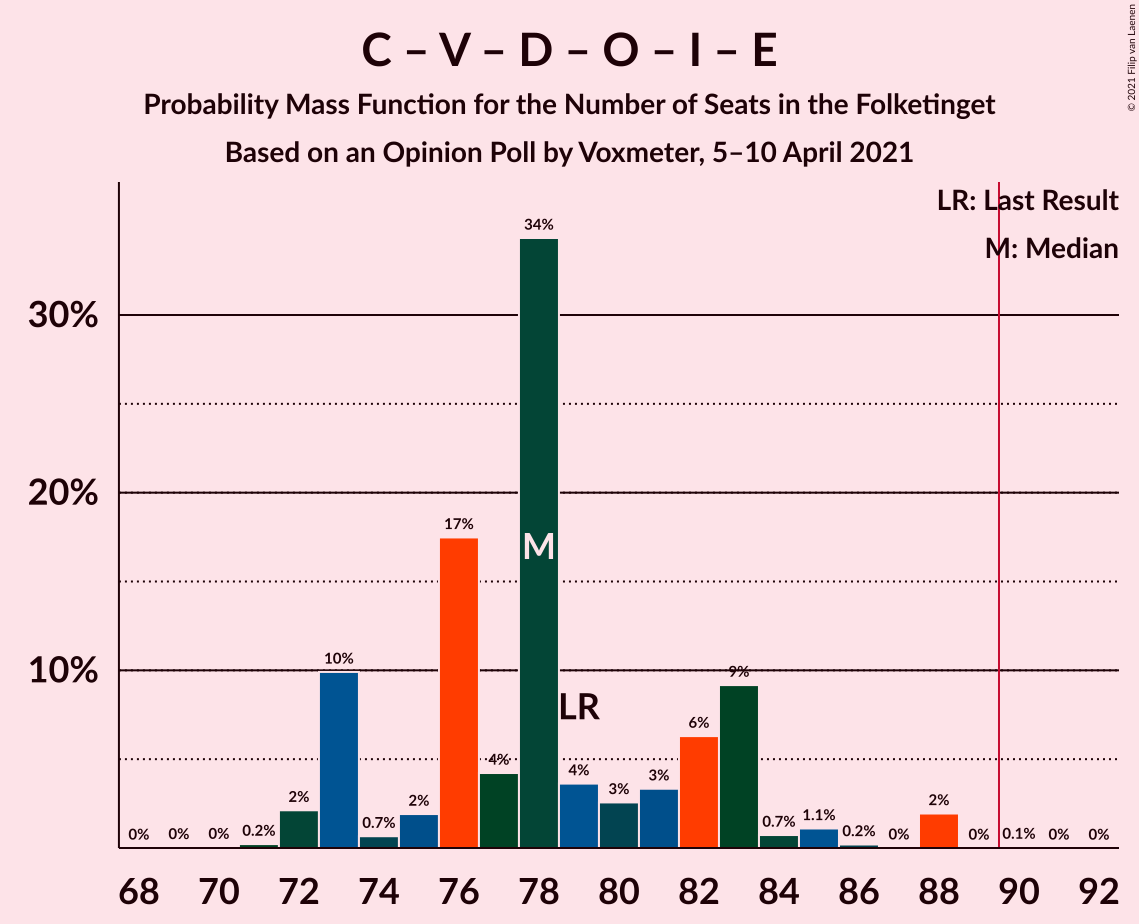 C – V – D – O – I – E
Probability Mass Function for the Number of Seats in the Folketinget
Based on an Opinion Poll by Voxmeter, 5–10 April 2021
© 2021 Filip van Laenen
LR: Last Result
M: Median
30%
20%
10%
0% 0% 0% 0.2% 2% 10% 0.7% 2% 17% 4% 34% 4% 3% 3% 6% 9% 0.7% 1.1% 0.2% 0% 2% 0% 0.1% 0% 0%
M
LR
68 70 72 74 76 78 80 82 84 86 88 90 92